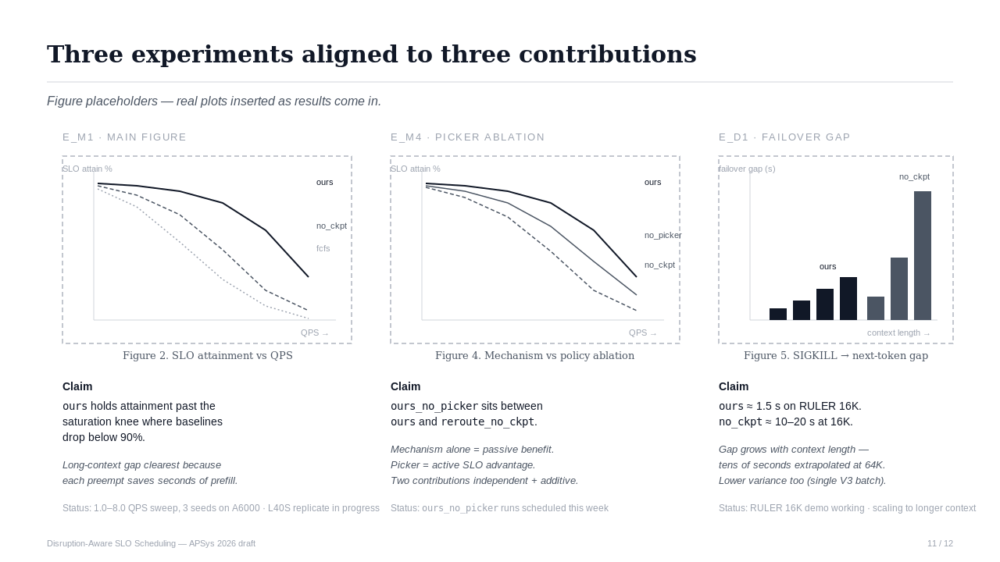 Three experiments aligned to three contributions
Figure placeholders — real plots inserted as results come in.
E_M1 · MAIN FIGURE
SLO attain %
ours
no_ckpt
fcfs
QPS →
Figure 2. SLO attainment vs QPS
Claim
ours holds attainment past the
saturation knee where baselines
drop below 90%.
Long-context gap clearest because
each preempt saves seconds of prefill.
Status: 1.0–8.0 QPS sweep, 3 seeds on A6000 · L40S replicate in progress
E_M4 · PICKER ABLATION
SLO attain %
ours
no_picker
no_ckpt
QPS →
Figure 4. Mechanism vs policy ablation
Claim
ours_no_picker sits between
ours and reroute_no_ckpt.
Mechanism alone = passive benefit.
Picker = active SLO advantage.
Two contributions independent + additive.
Status: ours_no_picker runs scheduled this week
E_D1 · FAILOVER GAP
failover gap (s)
no_ckpt
ours
context length →
Figure 5. SIGKILL → next-token gap
Claim
ours ≈ 1.5 s on RULER 16K.
no_ckpt ≈ 10–20 s at 16K.
Gap grows with context length —
tens of seconds extrapolated at 64K.
Lower variance too (single V3 batch).
Status: RULER 16K demo working · scaling to longer context
Disruption-Aware SLO Scheduling — APSys 2026 draft
11 / 12